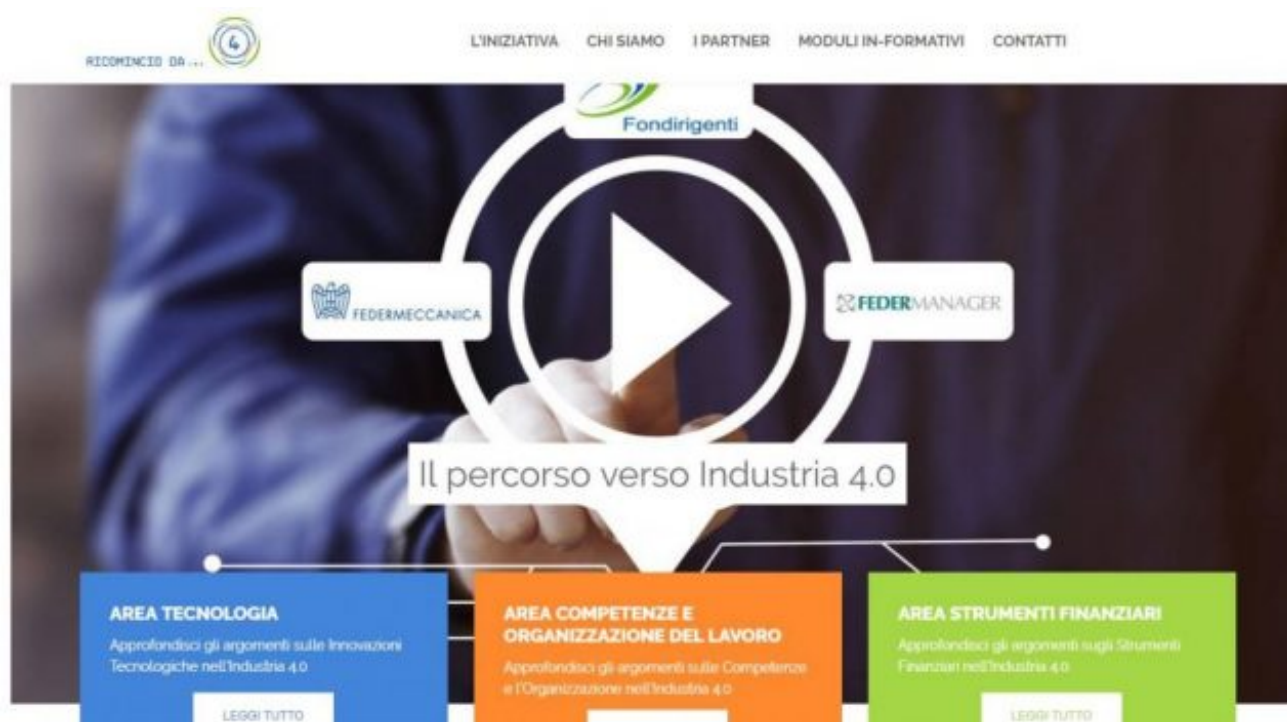 RICOMINCIO DA ... 4
L'INIZIATIVA CHI SIAMO I PARTNER MODULI IN-FORMATIVI CONTATTI
Fondirigenti
FEDERMECCANICA
FEDERMANAGER
Il percorso verso Industria 4.0
AREA TECNOLOGIA
Approfondisci gli argomenti sulle Innovazioni
Tecnologiche nell'Industria 4.0
LEGGI TUTTO
AREA COMPETENZE E
ORGANIZZAZIONE DEL LAVORO
Approfondisci gli argomenti sulle Competenze
e l'Organizzazione nell'Industria 4.0
AREA STRUMENTI FINANZIARI
Approfondisci gli argomenti sugli Strumenti
Finanziari nell'Industria 4.0
LEGGI TUTTO